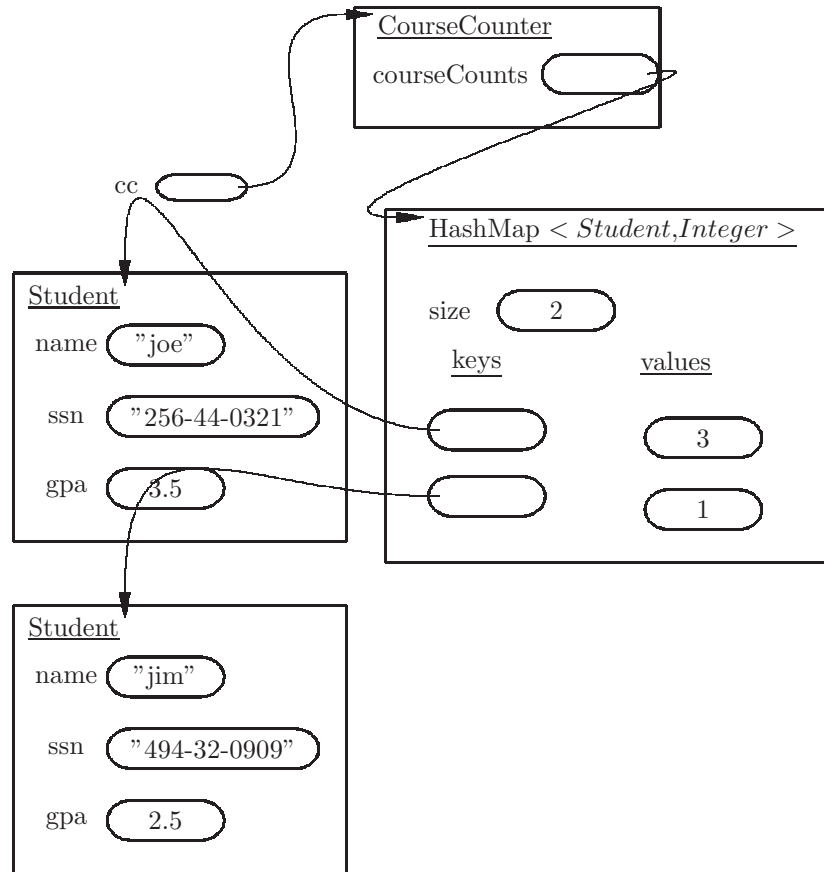 CourseCounter
courseCounts
cc
HashMap < Student,Integer >
size 2
keys values
3
1
Student
name "joe"
ssn "256-44-0321"
gpa 3.5
Student
name "jim"
ssn "494-32-0909"
gpa 2.5